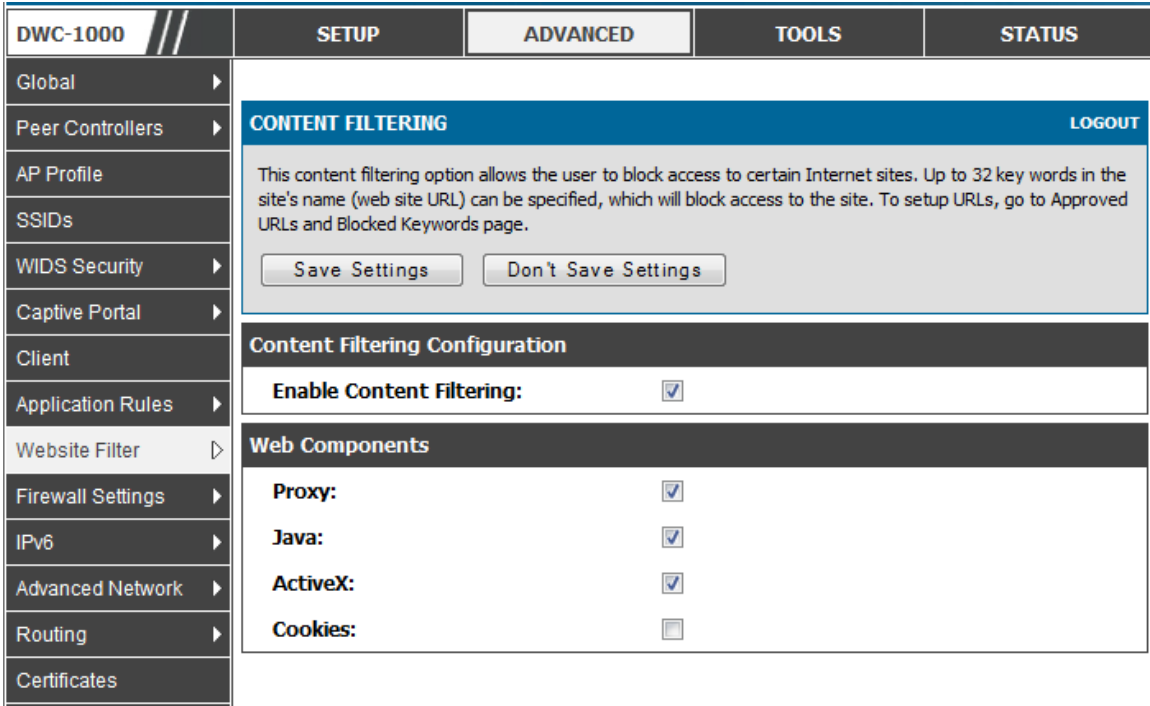 DWC-1000
SETUP
ADVANCED
TOOLS
STATUS
Global
Peer Controllers
AP Profile
SSIDs
WIDS Security
Captive Portal
Client
Application Rules
Website Filter
Firewall Settings
IPv6
Advanced Network
Routing
Certificates
CONTENT FILTERING
LOGOUT
This content filtering option allows the user to block access to certain Internet sites. Up to 32 key words in the
site's name (web site URL) can be specified, which will block access to the site. To setup URLs, go to Approved
URLs and Blocked Keywords page.
Save Settings
Don't Save Settings
Content Filtering Configuration
Enable Content Filtering:
Web Components
Proxy:
Java:
ActiveX:
Cookies: